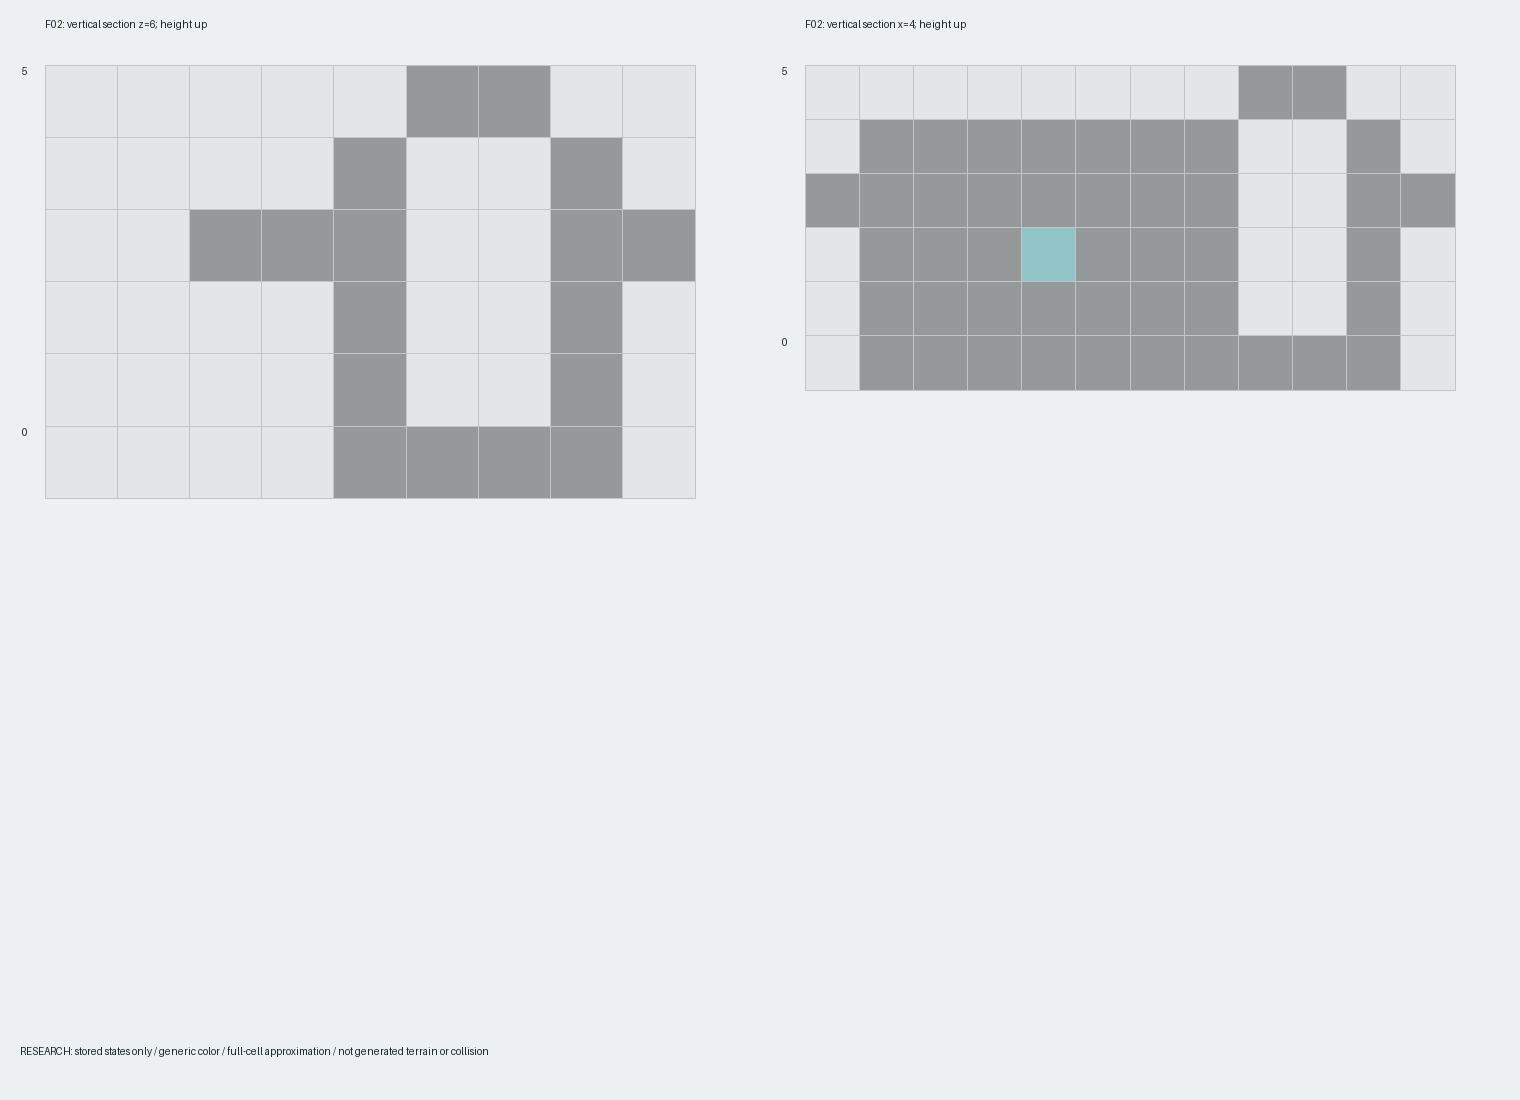 F02: vertical section z=6; height up
F02: vertical section x=4; height up
5
5
0
0
RESEARCH: stored states only / generic color / full-cell approximation / not generated terrain or collision